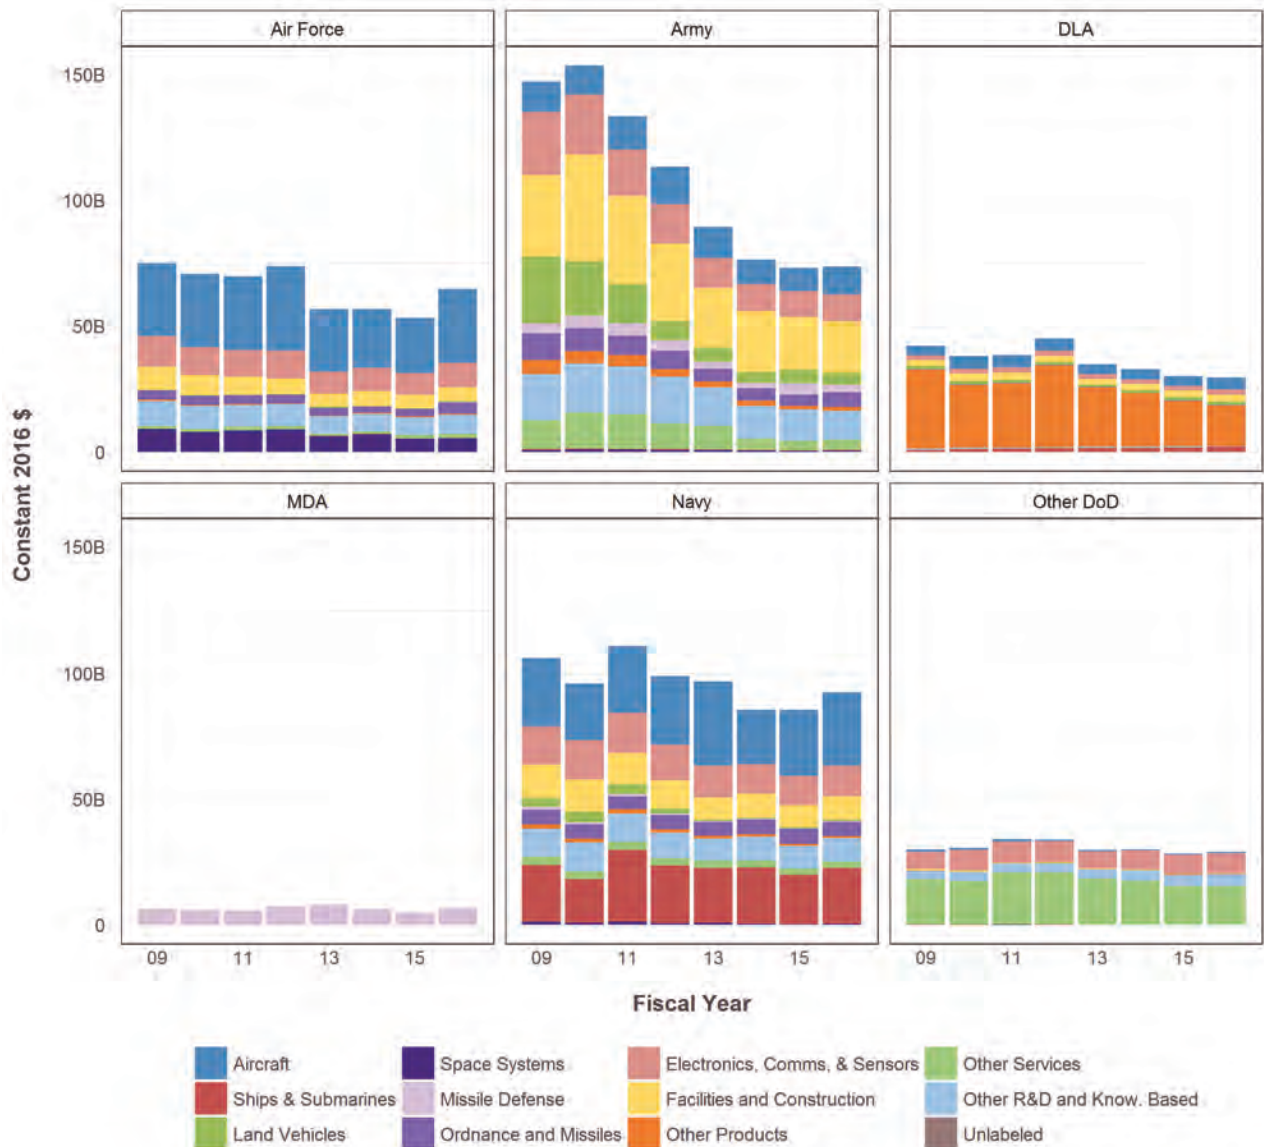 Air Force Army DLA
150B
100B
50B
0
MDA Navy Other DoD
150B
100B
50B
0
Constant 2016 $
09 11 13 15 09 11 13 15 09 11 13 15
Fiscal Year
Aircraft Space Systems Electronics, Comms, & Sensors Other Services
Ships & Submarines Missile Defense Facilities and Construction Other R&D and Know. Based
Land Vehicles Ordnance and Missiles Other Products Unlabeled